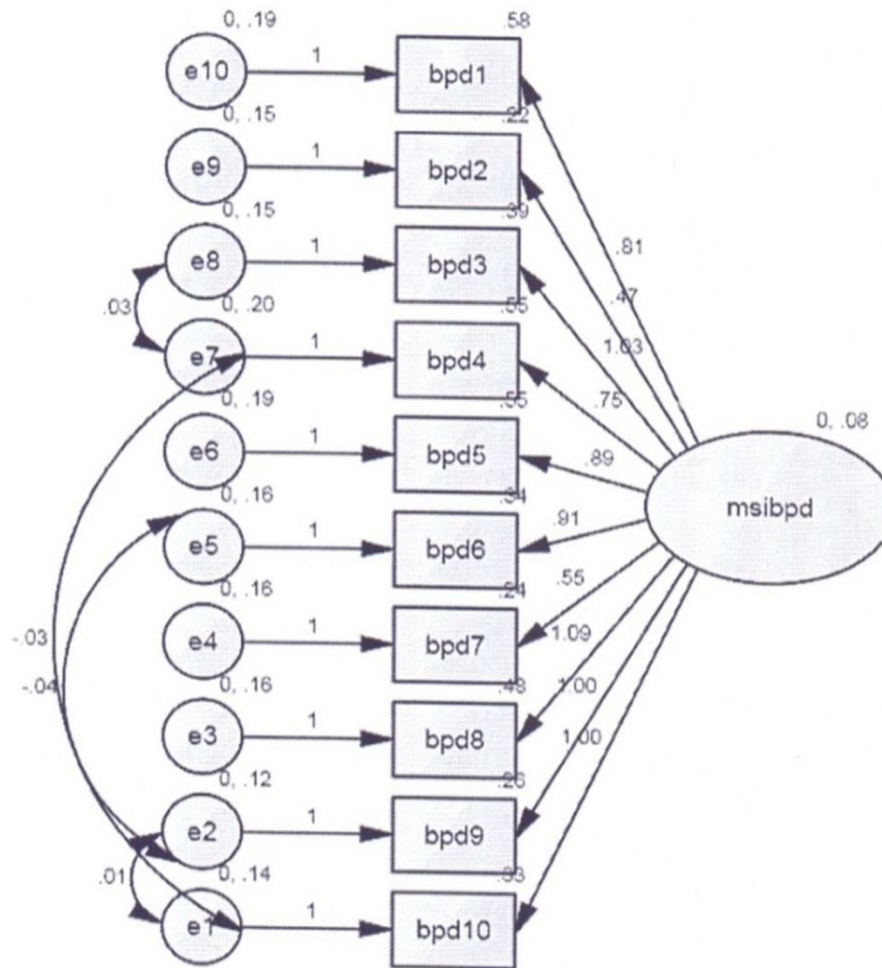 0, .19 .58
e10 1 bpd1
0, .15 .22
e9 1 bpd2
0, .15 .39
e8 1 bpd3 .81
.03 0, .20 .55 .47
e7 1 bpd4 1.03
0, .19 .55 .75
e6 1 bpd5 .89 0, .08
0, .16 .34 .91 msibpd
e5 1 bpd6
0, .16 .24 .55
-.03 e4 1 bpd7 1.09
-.04 0, .16 .48 1.00
e3 1 bpd8 1.00
0, .12 .26
e2 1 bpd9
.01 0, .14 .33
e1 1 bpd10